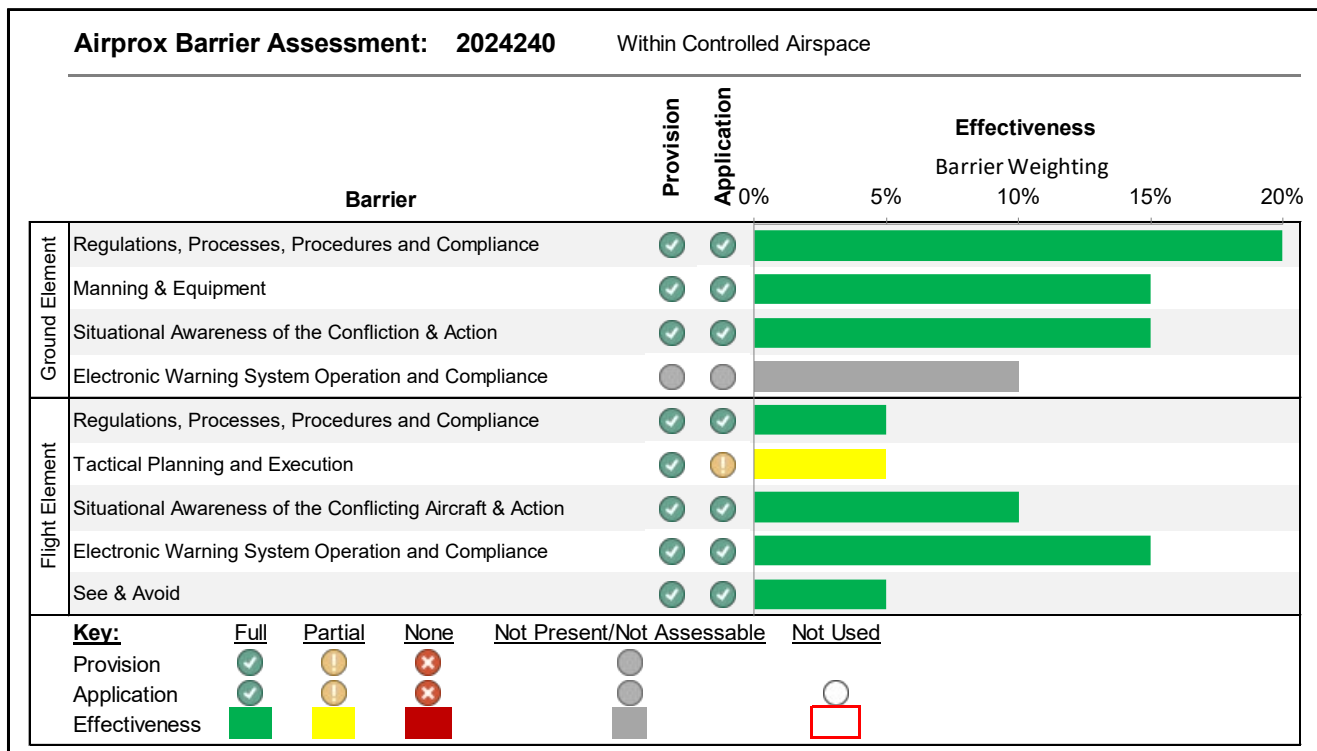 Airprox Barrier Assessment: 2024240 Within Controlled Airspace
Provision
Application
Effectiveness
Barrier Weighting
Barrier
0% 5% 10% 15% 20%
Ground Element
Regulations, Processes, Procedures and Compliance
Manning & Equipment
Situational Awareness of the Confliction & Action
Electronic Warning System Operation and Compliance
Flight Element
Regulations, Processes, Procedures and Compliance
Tactical Planning and Execution
Situational Awareness of the Conflicting Aircraft & Action
Electronic Warning System Operation and Compliance
See & Avoid
Key: Full Partial None Not Present/Not Assessable Not Used
Provision
Application
Effectiveness